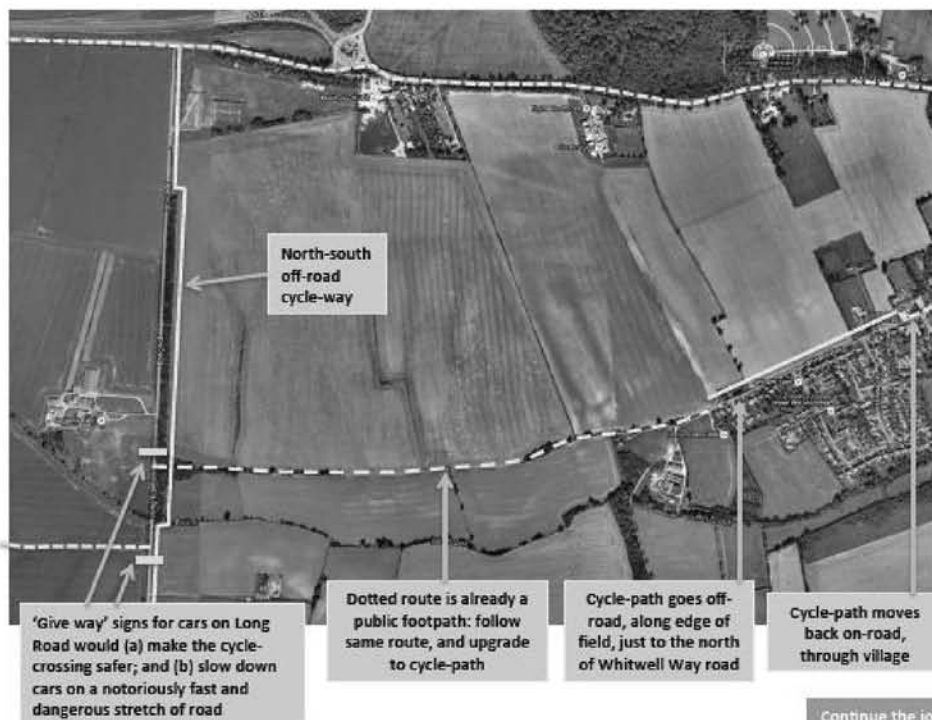 North-south
off-road
cycle-way
'Give way' signs for cars on Long
Road would (a) make the cycle-
crossing safer; and (b) slow down
cars on a notoriously fast and
dangerous stretch of road
Dotted route is already a
public footpath: follow
same route, and upgrade
to cycle-path
Cycle-path goes off-
road, along edge of
field, just to the north
of Whitwell Way road
Cycle-path moves
back on-road,
through village
Continue the